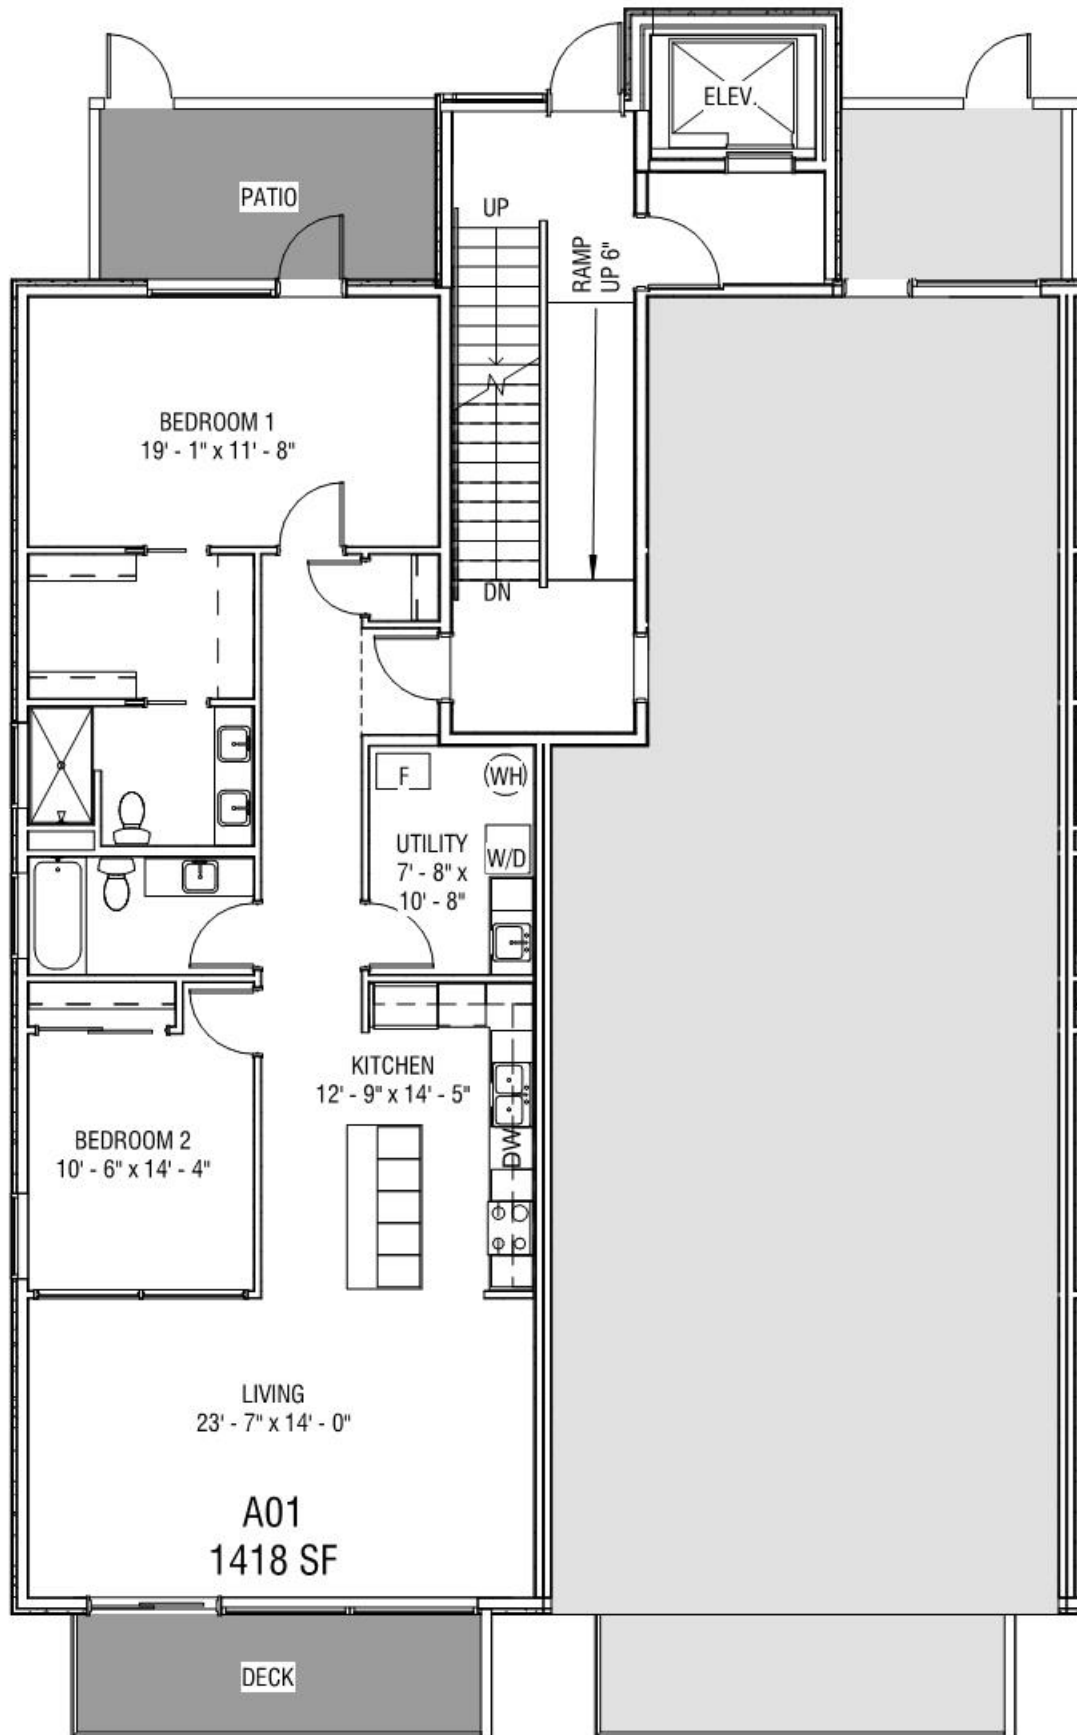 ELEV.
PATIO
UP
RAMP
UP 6"
BEDROOM 1
19' - 1" x 11' - 8"
DN
F
WH
UTILITY
7' - 8" x
10' - 8"
W/D
KITCHEN
12' - 9" x 14' - 5"
DW
BEDROOM 2
10' - 6" x 14' - 4"
LIVING
23' - 7" x 14' - 0"
A01
1418 SF
DECK